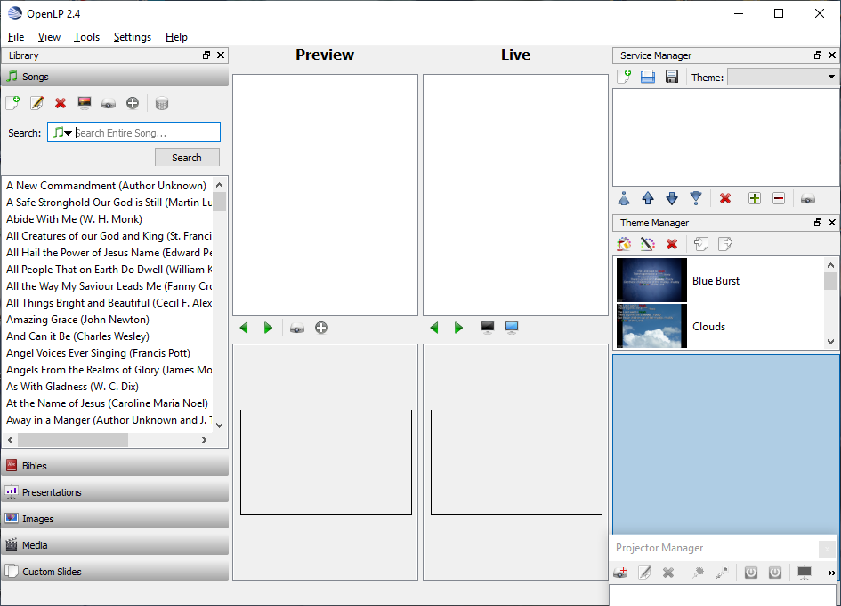 OpenLP 2.4
File View Tools Settings Help
Library
Songs
Search: Search Entire Song...
Search
A New Commandment (Author Unknown)
A Safe Stronghold Our God is Still (Martin Lu
Abide With Me (W. H. Monk)
All Creatures of our God and King (St. Franci
All Hail the Power of Jesus Name (Edward Pe
All People That on Earth Do Dwell (William K
All the Way My Saviour Leads Me (Fanny Cro
All Things Bright and Beautiful (Cecil F. Alex
Amazing Grace (John Newton)
And Can it Be (Charles Wesley)
Angel Voices Ever Singing (Francis Pott)
Angels From the Realms of Glory (James Mo
As With Gladness (W. C. Dix)
At the Name of Jesus (Caroline Maria Noel)
Away in a Manger (Author Unknown and J. T
Bibles
Presentations
Images
Media
Custom Slides
Preview
Live
Service Manager
Theme:
Theme Manager
Blue Burst
Clouds
Projector Manager